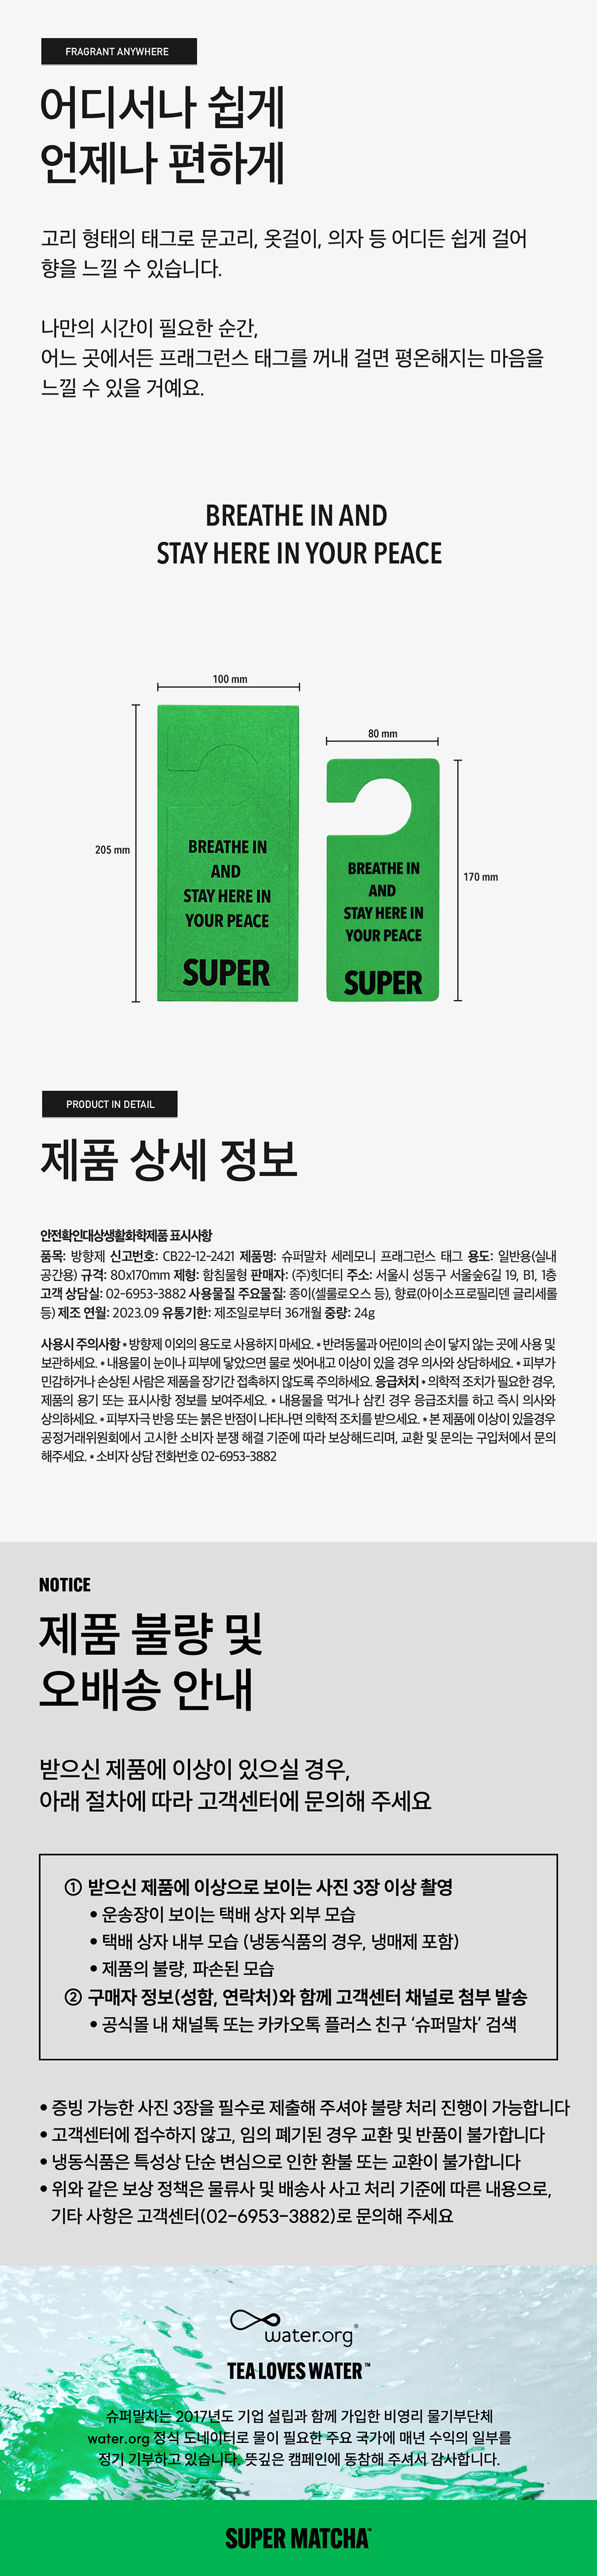 FRAGRANT ANYWHERE
어디서나 쉽게
언제나 편하게
고리 형태의 태그로 문고리, 옷걸이, 의자 등 어디든 쉽게 걸어
향을 느낄 수 있습니다.
나만의 시간이 필요한 순간,
어느 곳에서든 프래그런스 태그를 꺼내 걸면 평온해지는 마음을
느낄 수 있을 거예요.
BREATHE IN AND
STAY HERE IN YOUR PEACE
100 mm
80 mm
205 mm
170 mm
BREATHE IN
AND
STAY HERE IN
YOUR PEACE
SUPER
BREATHE IN
AND
STAY HERE IN
YOUR PEACE
SUPER
PRODUCT IN DETAIL
제품 상세 정보
안전확인대상생활화학제품 표시사항
품목: 방향제 신고번호: CB22-12-2421 제품명: 슈퍼말차 세레모니 프래그런스 태그 용도: 일반용(실내
공간용) 규격: 80x170mm 제형: 함침물형 판매자: (주)힛더티 주소: 서울시 성동구 서울숲6길 19, B1, 1층
고객 상담실: 02-6953-3882 사용물질 주요물질: 종이(셀룰로오스 등), 향료(아이소프로필리덴 글리세롤
등) 제조 연월: 2023.09 유통기한: 제조일로부터 36개월 중량: 24g
사용시 주의사항 • 방향제 이외의 용도로 사용하지 마세요. • 반려동물과 어린이의 손이 닿지 않는 곳에 사용 및
보관하세요. • 내용물이 눈이나 피부에 닿았으면 물로 씻어내고 이상이 있을 경우 의사와 상담하세요. • 피부가
민감하거나 손상된 사람은 제품을 장기간 접촉하지 않도록 주의하세요. 응급처치 • 의학적 조치가 필요한 경우,
제품의 용기 또는 표시사항 정보를 보여주세요. • 내용물을 먹거나 삼킨 경우 응급조치를 하고 즉시 의사와
상의하세요. • 피부자극 반응 또는 붉은 반점이 나타나면 의학적 조치를 받으세요. • 본 제품에 이상이 있을경우
공정거래위원회에서 고시한 소비자 분쟁 해결 기준에 따라 보상해드리며, 교환 및 문의는 구입처에서 문의
해주세요. • 소비자 상담 전화번호 02-6953-3882
NOTICE
제품 불량 및
오배송 안내
받으신 제품에 이상이 있으실 경우,
아래 절차에 따라 고객센터에 문의해 주세요
① 받으신 제품에 이상으로 보이는 사진 3장 이상 촬영
• 운송장이 보이는 택배 상자 외부 모습
• 택배 상자 내부 모습 (냉동식품의 경우, 냉매제 포함)
• 제품의 불량, 파손된 모습
② 구매자 정보(성함, 연락처)와 함께 고객센터 채널로 첨부 발송
• 공식몰 내 채널톡 또는 카카오톡 플러스 친구 ‘슈퍼말차’ 검색
• 증빙 가능한 사진 3장을 필수로 제출해 주셔야 불량 처리 진행이 가능합니다
• 고객센터에 접수하지 않고, 임의 폐기된 경우 교환 및 반품이 불가합니다
• 냉동식품은 특성상 단순 변심으로 인한 환불 또는 교환이 불가합니다
• 위와 같은 보상 정책은 물류사 및 배송사 사고 처리 기준에 따른 내용으로,
기타 사항은 고객센터(02-6953-3882)로 문의해 주세요
water.org®
TEA LOVES WATER™
슈퍼말차는 2017년도 기업 설립과 함께 가입한 비영리 물기부단체
water.org 정식 도네이터로 물이 필요한 주요 국가에 매년 수익의 일부를
정기 기부하고 있습니다. 뜻깊은 캠페인에 동참해 주셔서 감사합니다.
SUPER MATCHA™